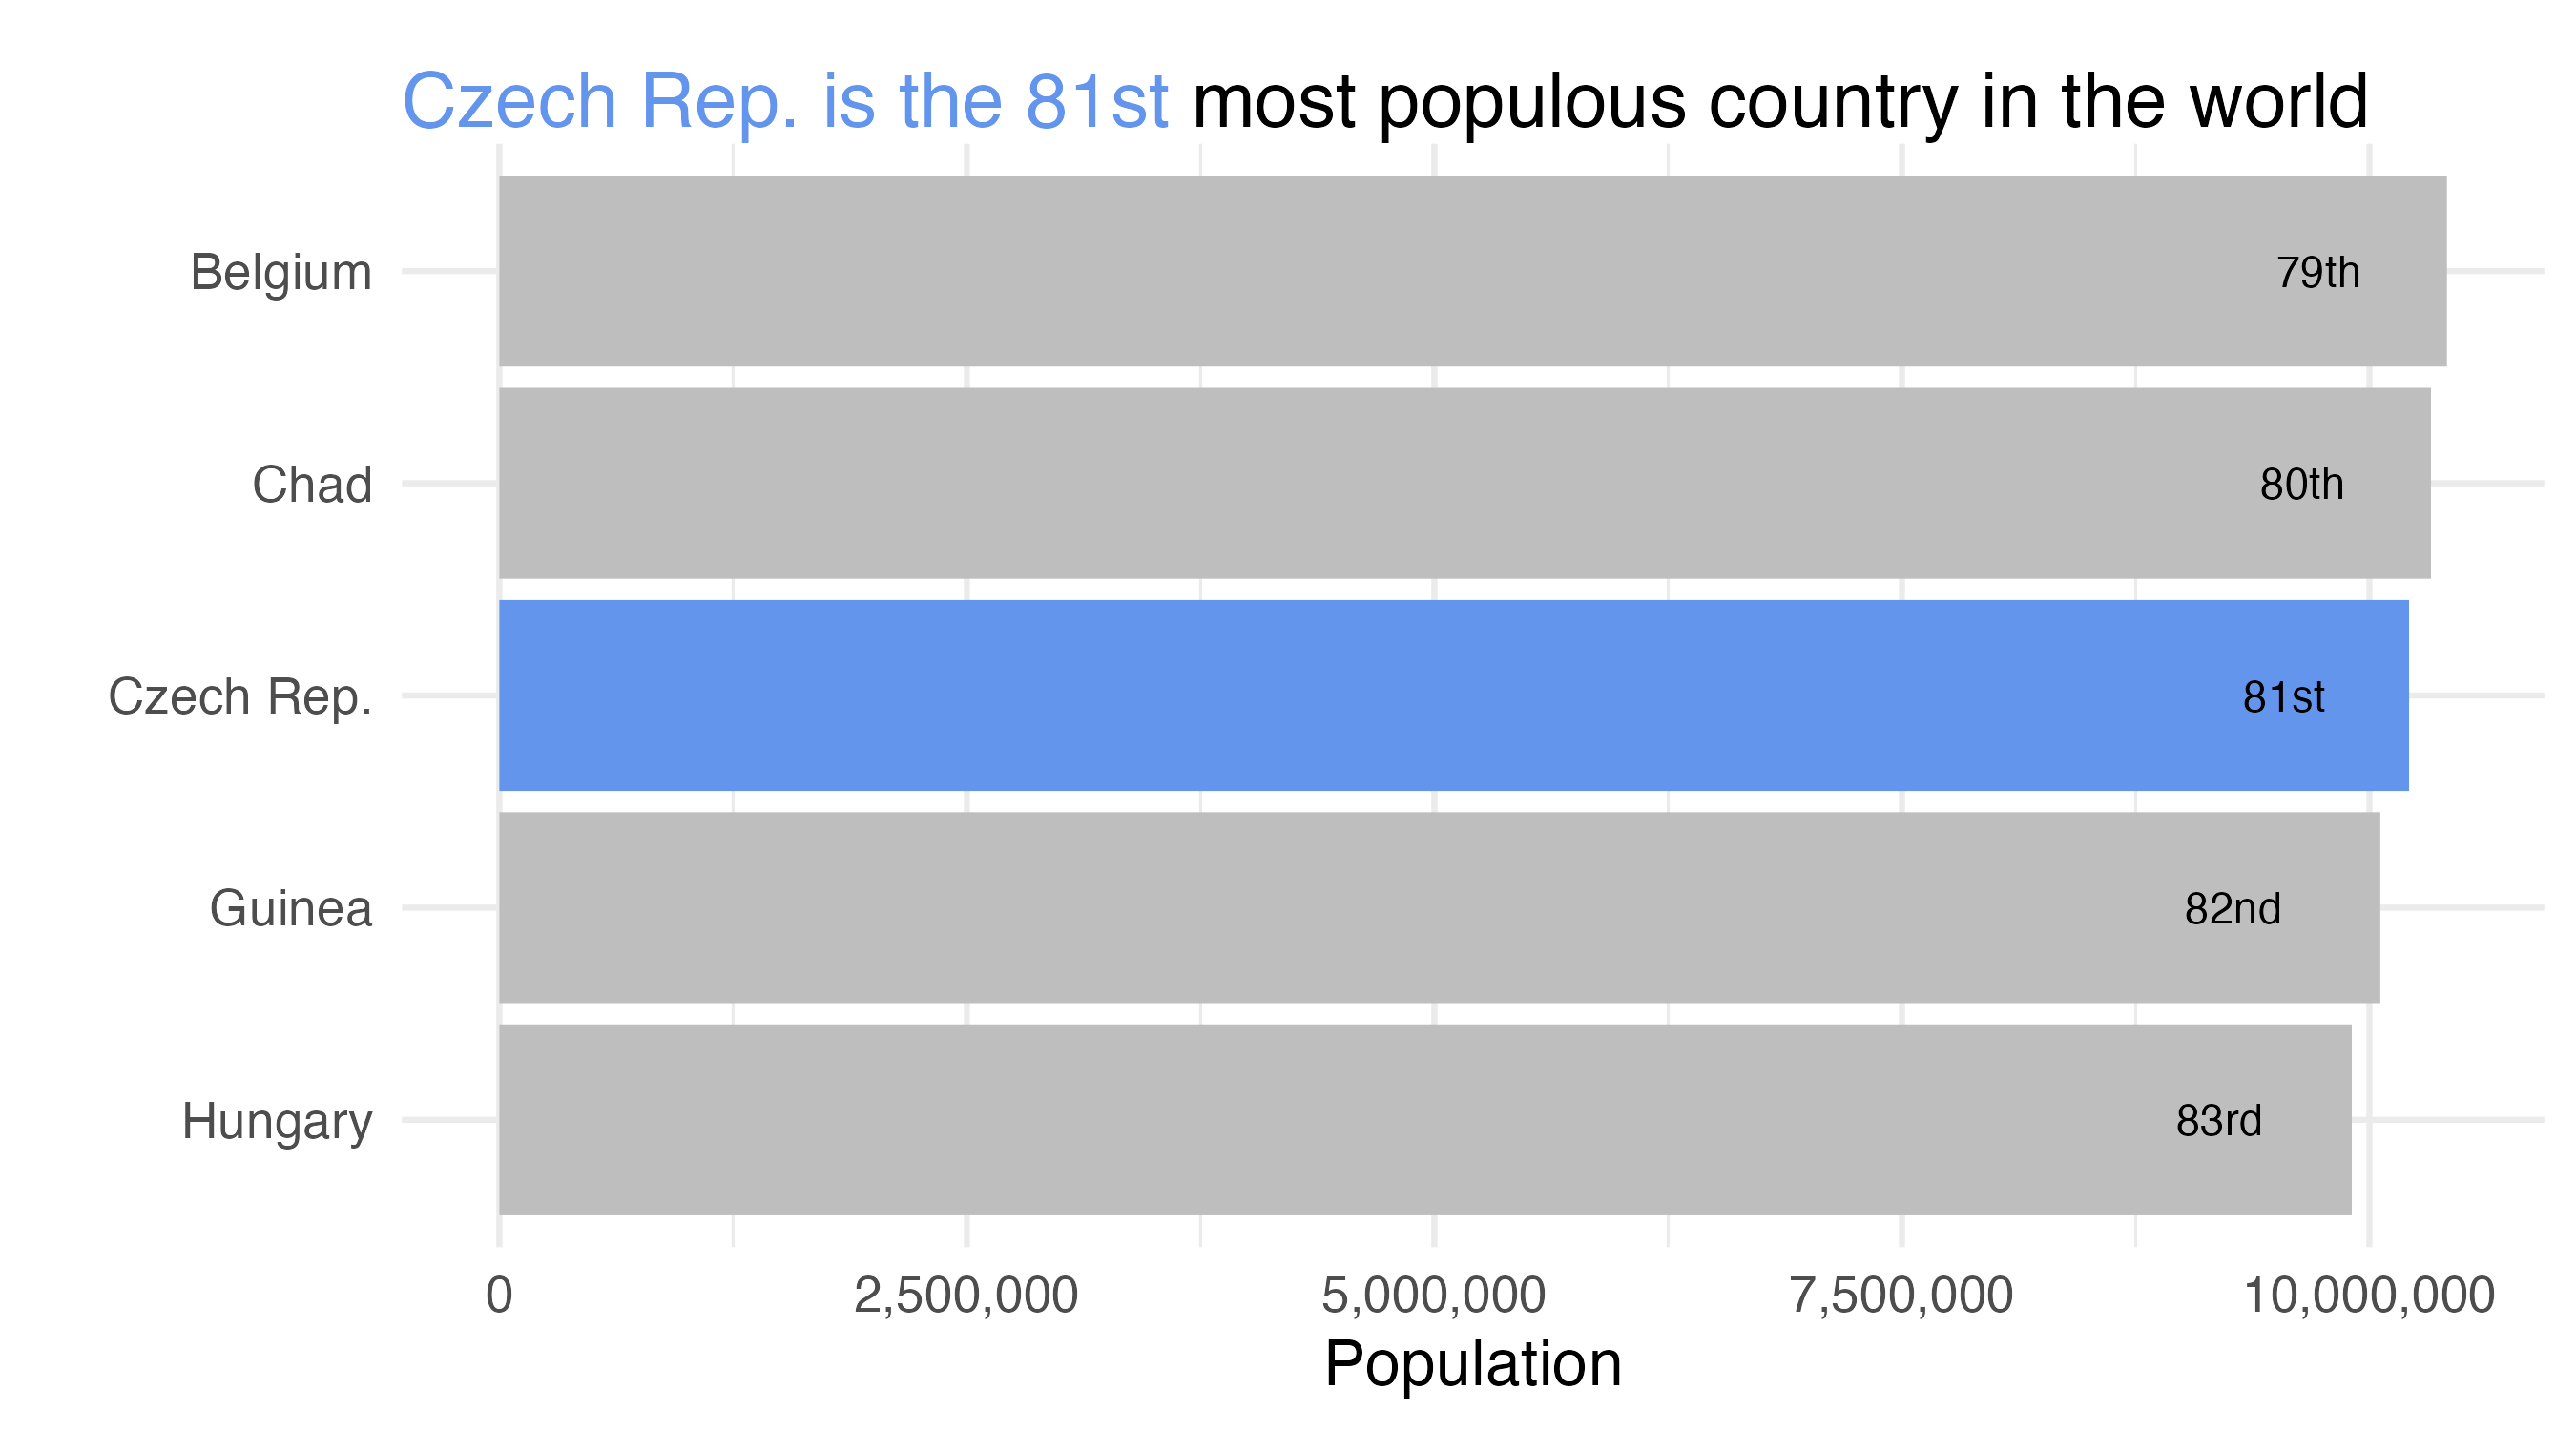 Czech Rep. is the 81st most populous country in the world
Belgium
79th
Chad
80th
Czech Rep.
81st
Guinea
82nd
Hungary
83rd
0 2,500,000 5,000,000 7,500,000 10,000,000
Population